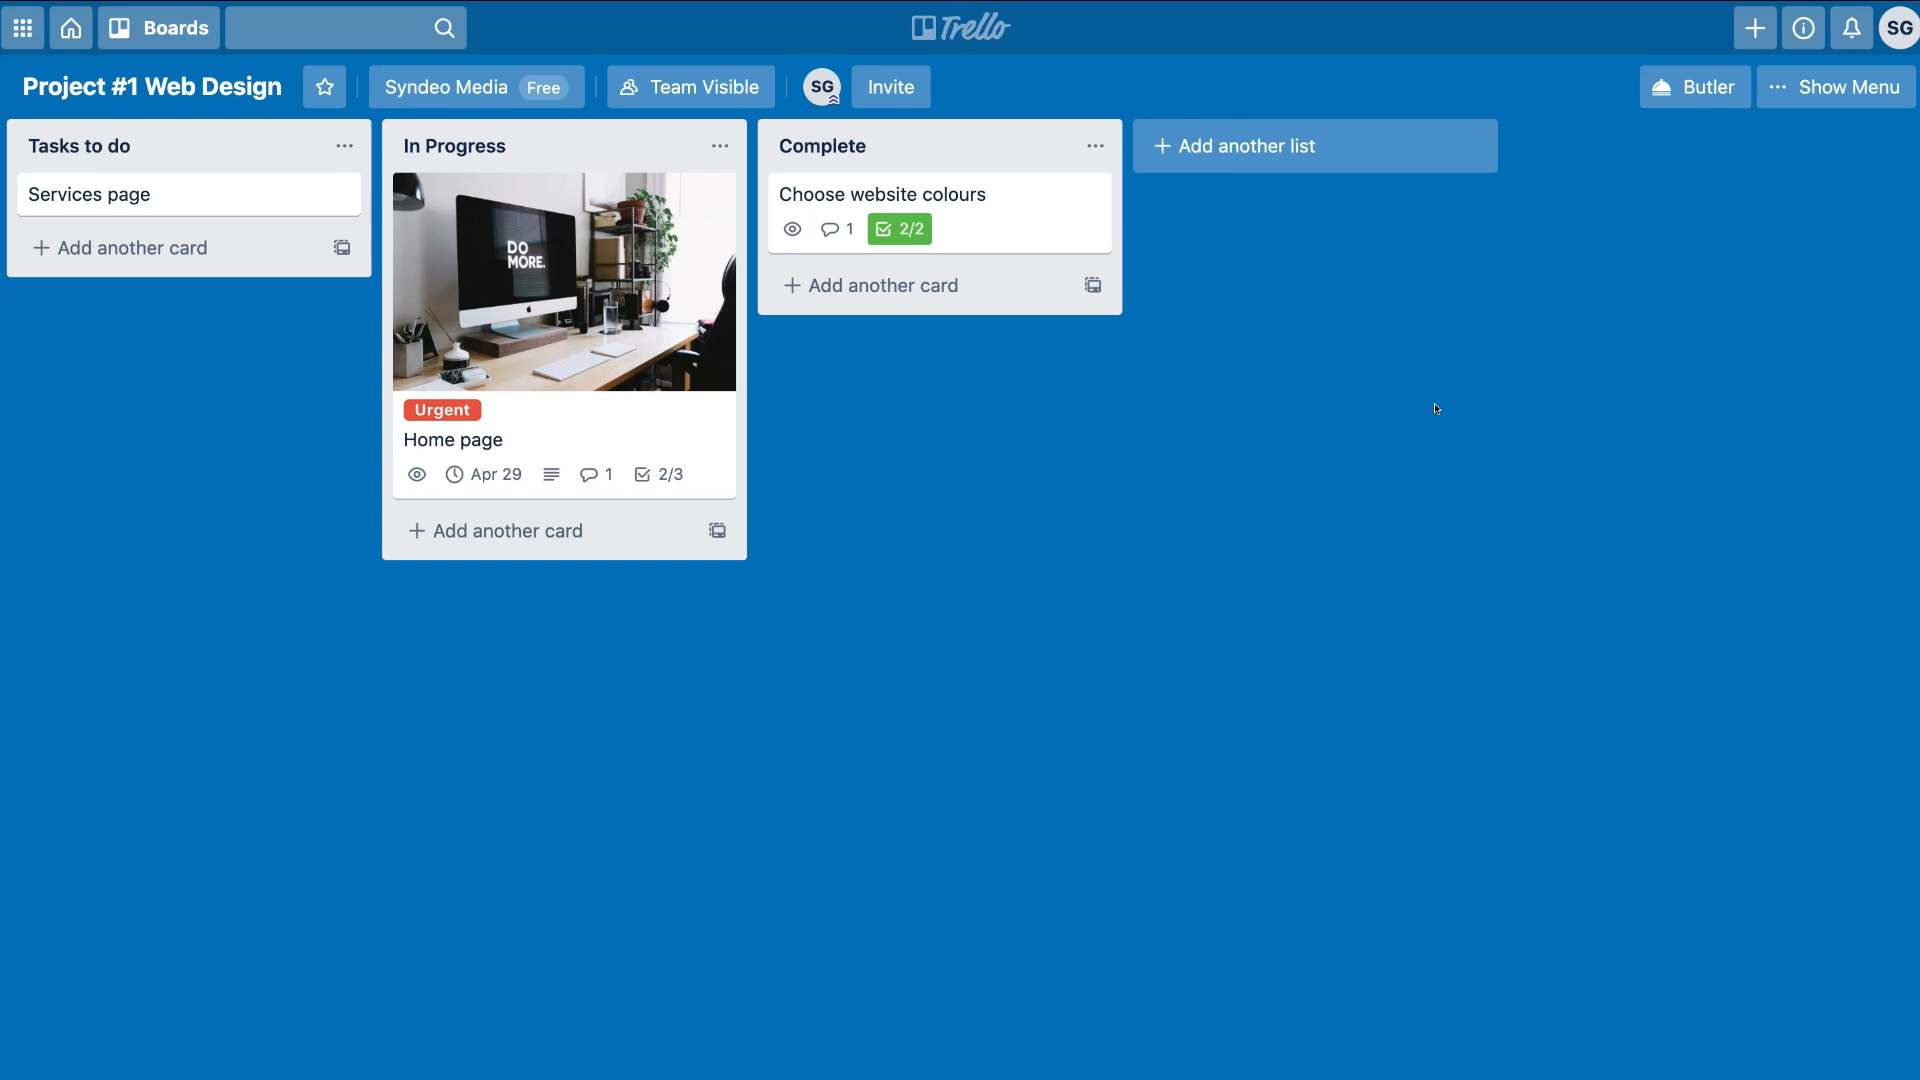 Boards
Trello
SG
Project #1 Web Design
Syndeo Media Free
Team Visible
SG
Invite
Butler
Show Menu
Tasks to do
Services page
Add another card
In Progress
DO
MORE.
Urgent
Home page
Apr 29
1
2/3
Add another card
Complete
Choose website colours
1
2/2
Add another card
Add another list